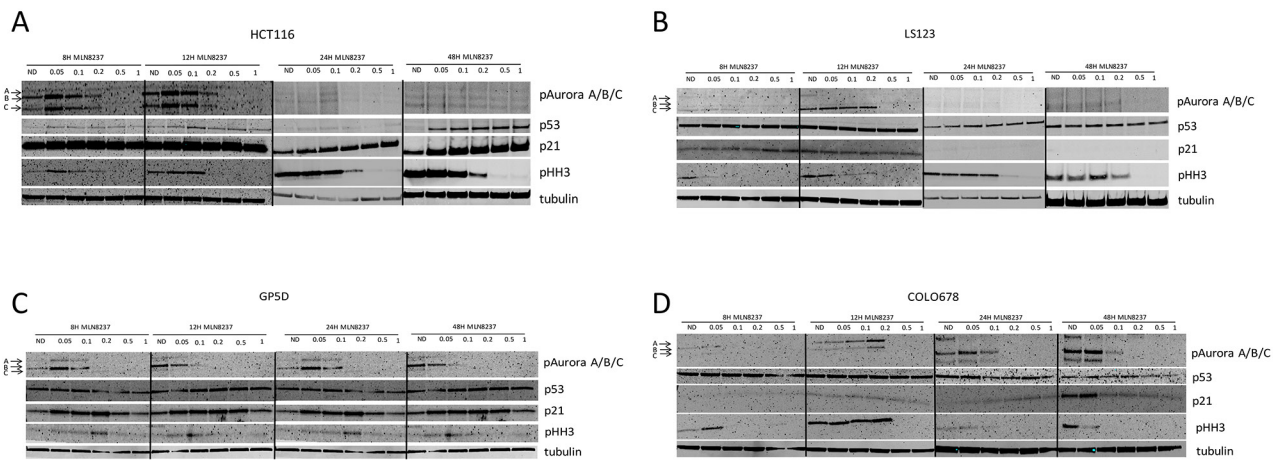 A
HCT116
8H MLN8237 12H MLN8237 24H MLN8237 48H MLN8237
ND 0.05 0.1 0.2 0.5 1 ND 0.05 0.1 0.2 0.5 1 ND 0.05 0.1 0.2 0.5 1 ND 0.05 0.1 0.2 0.5 1
A
B
C
pAurora A/B/C
p53
p21
pHH3
tubulin
B
LS123
8H MLN8237 12H MLN8237 24H MLN8237 48H MLN8237
ND 0.05 0.1 0.2 0.5 1 ND 0.05 0.1 0.2 0.5 1 ND 0.05 0.1 0.2 0.5 1 ND 0.05 0.1 0.2 0.5 1
A
B
C
pAurora A/B/C
p53
p21
pHH3
tubulin
C
GP5D
8H MLN8237 12H MLN8237 24H MLN8237 48H MLN8237
ND 0.05 0.1 0.2 0.5 1 ND 0.05 0.1 0.2 0.5 1 ND 0.05 0.1 0.2 0.5 1 ND 0.05 0.1 0.2 0.5 1
A
B
C
pAurora A/B/C
p53
p21
pHH3
tubulin
D
COLO678
8H MLN8237 12H MLN8237 24H MLN8237 48H MLN8237
ND 0.05 0.1 0.2 0.5 1 ND 0.05 0.1 0.2 0.5 1 ND 0.05 0.1 0.2 0.5 1 ND 0.05 0.1 0.2 0.5 1
A
B
C
pAurora A/B/C
p53
p21
pHH3
tubulin